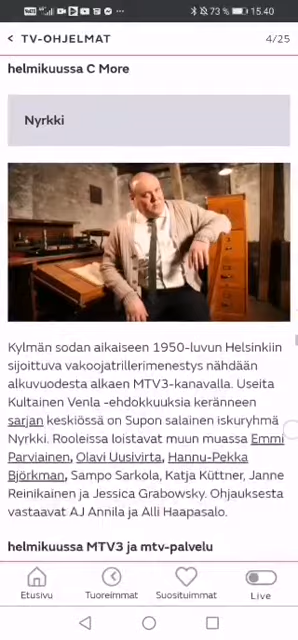 73 % 15.40
< TV-OHJELMAT 4/25
helmikuussa C More
Nyrkki
Kylmän sodan aikaiseen 1950-luvun Helsinkiin
sijoittuva vakoojatrillerimenestys nähdään
alkuvuodesta alkaen MTV3-kanavalla. Useita
Kultainen Venla -ehdokkuuksia keränneen
sarjan keskiössä on Supon salainen iskuryhmä
Nyrkki. Rooleissa loistavat muun muassa Emmi
Parviainen, Olavi Uusivirta, Hannu-Pekka
Björkman, Sampo Sarkola, Katja Küttner, Janne
Reinikainen ja Jessica Grabowsky. Ohjauksesta
vastaavat AJ Annila ja Alli Haapasalo.
helmikuussa MTV3 ja mtv-palvelu
Etusivu Tuoreimmat Suosituimmat Live